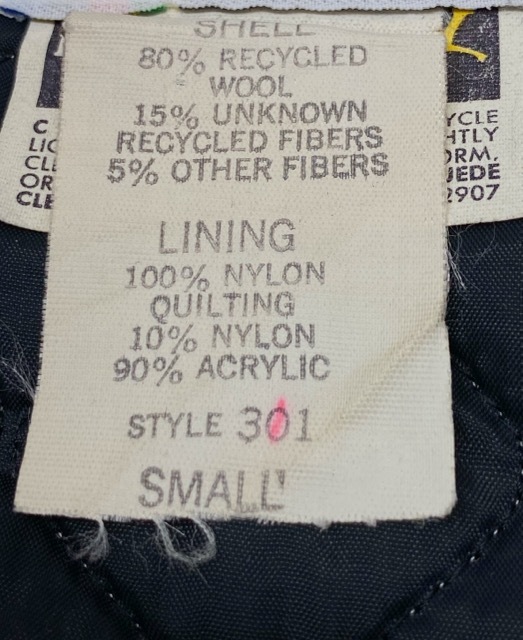 SHELL
80% RECYCLED
WOOL
15% UNKNOWN
RECYCLED FIBERS
5% OTHER FIBERS
LINING
100% NYLON
QUILTING
10% NYLON
90% ACRYLIC
STYLE 301
SMALL